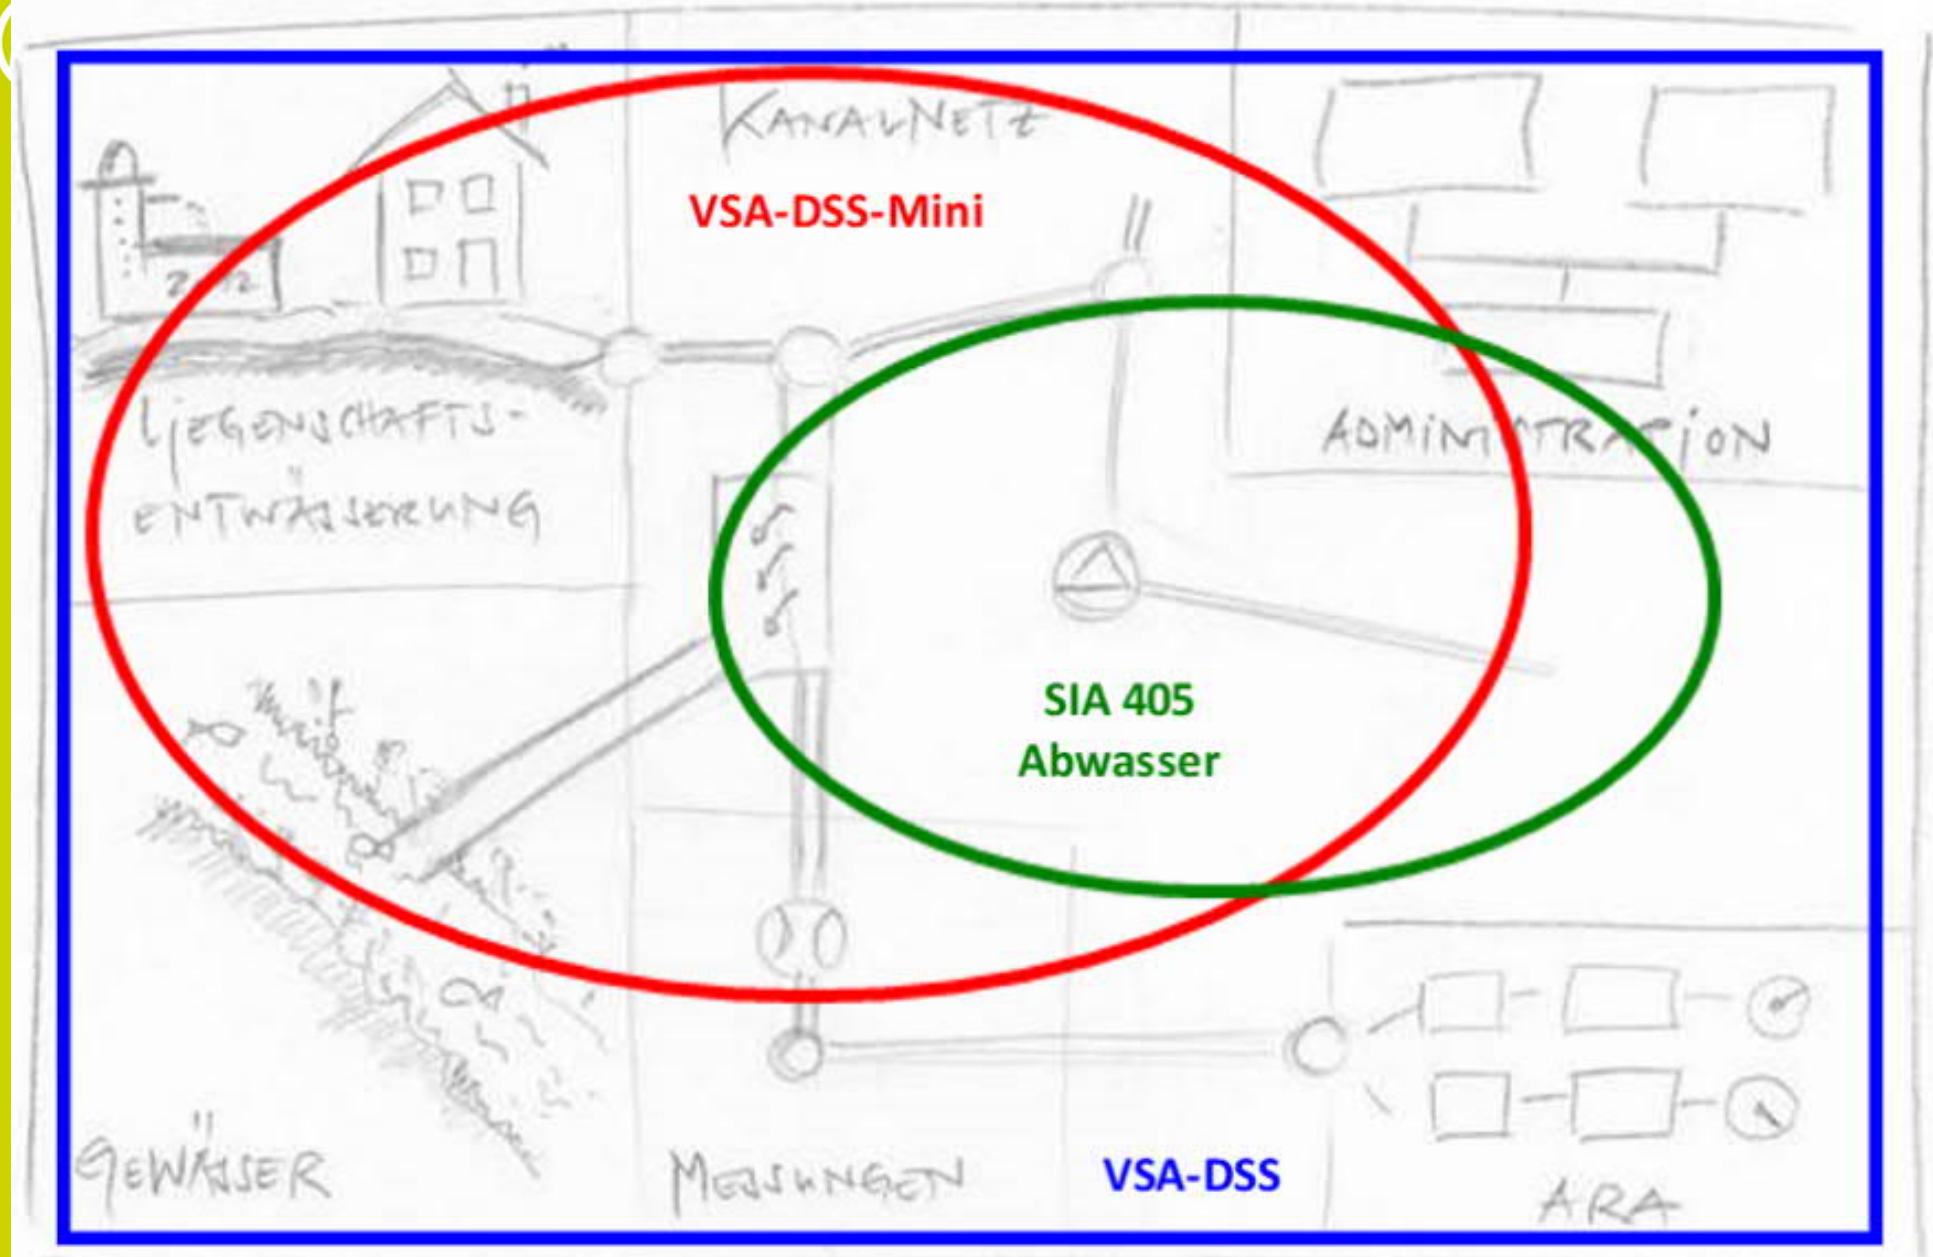 KANALNETZ
VSA-DSS-Mini
LIEGENSCHAFTS-
ENTWÄSSERUNG
ADMINISTRATION
SIA 405
Abwasser
GEWÄSSER
MESSUNGEN
VSA-DSS
ARA